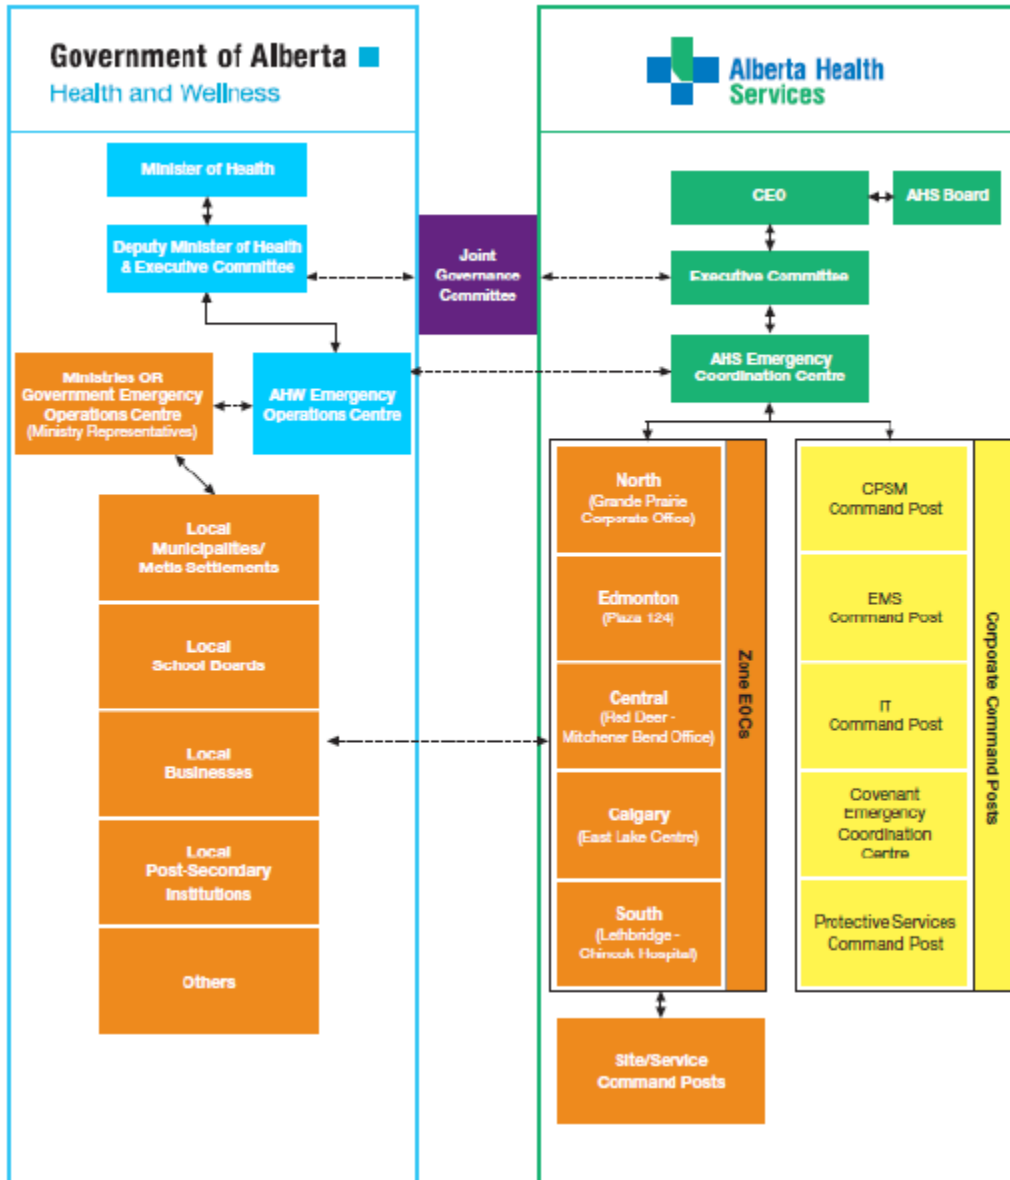 Government of Alberta
Health and Wellness
Minister of Health
Deputy Minister of Health
& Executive Committee
Ministries OR
Government Emergency
Operations Centre
(Ministry Representatives)
AHW Emergency
Operations Centre
Local
Municipalities/
Metis Settlements
Local
School Boards
Local
Businesses
Local
Post-Secondary
Institutions
Others
Joint
Governance
Committee
Alberta Health
Services
CEO
AHS Board
Executive Committee
AHS Emergency
Coordination Centre
North
(Grande Prairie
Corporate Office)
Edmonton
(Plaza 124)
Central
(Red Deer -
Mitchener Bend Office)
Calgary
(East Lake Centre)
South
(Lethbridge -
Chinook Hospital)
Zone EOCs
CPSM
Command Post
EMS
Command Post
IT
Command Post
Covenant
Emergency
Coordination
Centre
Protective Services
Command Post
Corporate Command Posts
Site/Service
Command Posts